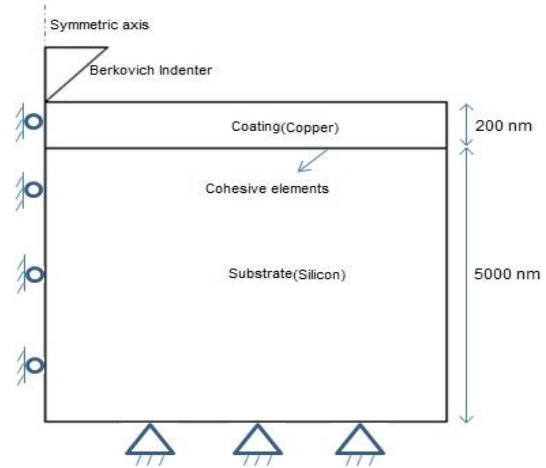 Symmetric axis
Berkovich Indenter
Coating(Copper)
200 nm
Cohesive elements
Substrate(Silicon)
5000 nm